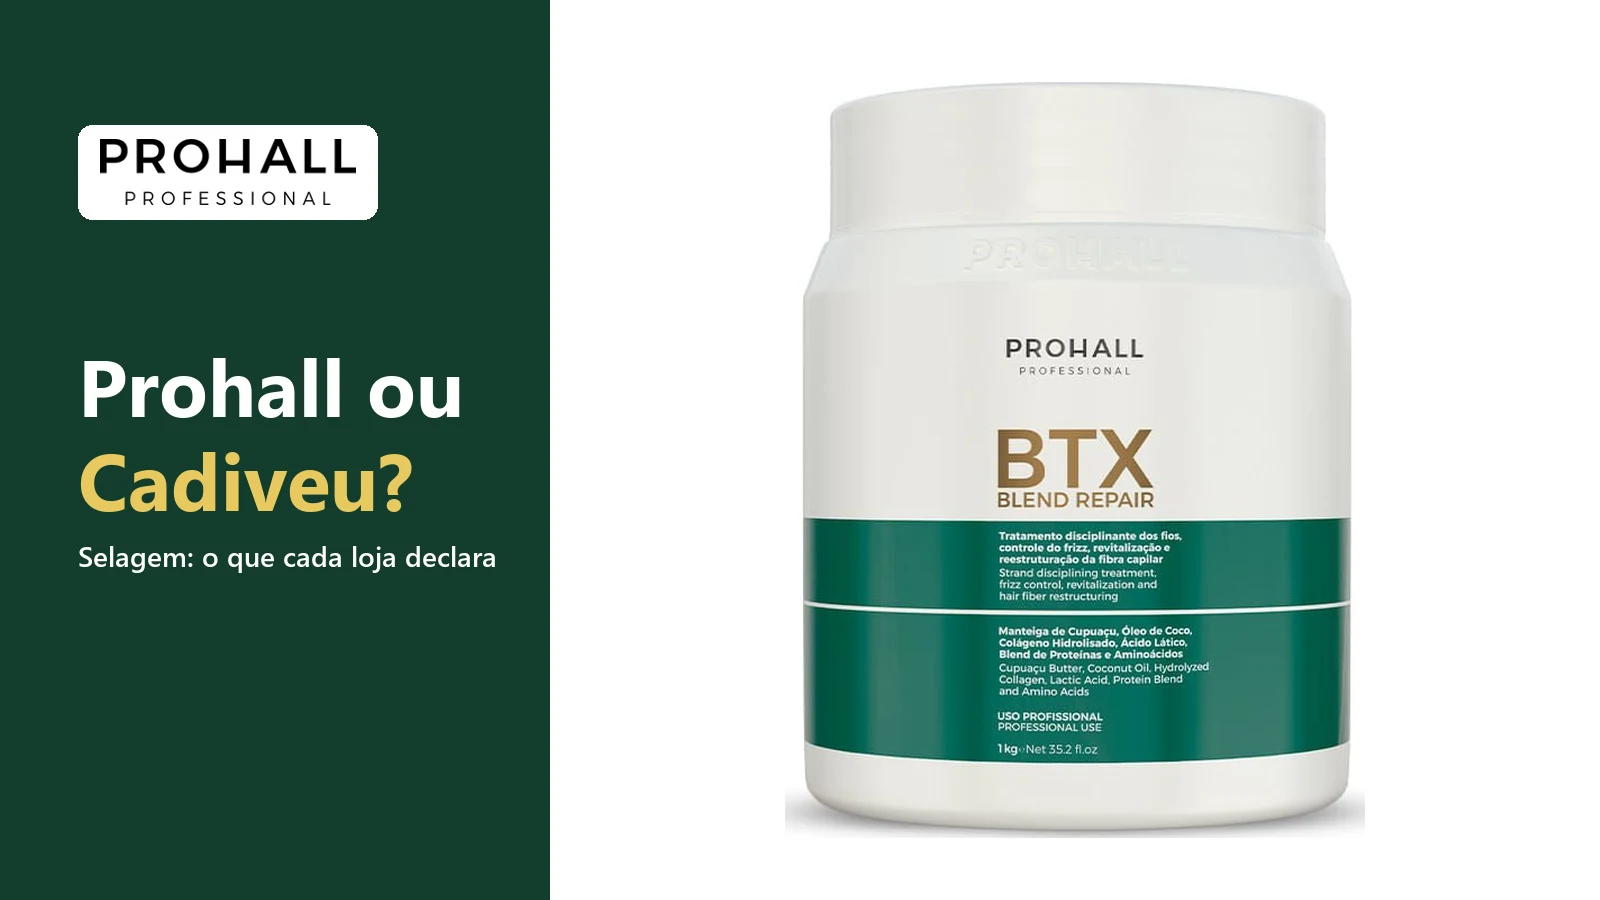 PROHALL
PROFESSIONAL
Prohall ou
Cadiveu?
Selagem: o que cada loja declara
PROHALL
PROHALL
PROFESSIONAL
BTX
BLEND REPAIR
Tratamento disciplinante dos fios,
controle do frizz, revitalização e
reestruturação da fibra capilar
Strand disciplining treatment,
frizz control, revitalization and
hair fiber restructuring
Manteiga de Cupuaçu, Óleo de Coco,
Colágeno Hidrolisado, Ácido Lático,
Blend de Proteínas e Aminoácidos
Cupuaçu Butter, Coconut Oil, Hydrolyzed
Collagen, Lactic Acid, Protein Blend
and Amino Acids
USO PROFISSIONAL
PROFESSIONAL USE
1 kg · Net 35.2 fl.oz